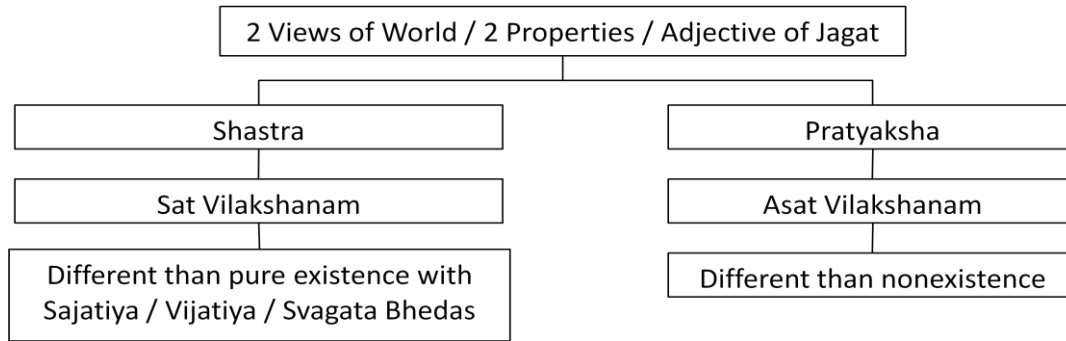 2 Views of World / 2 Properties / Adjective of Jagat
Shastra
Pratyaksha
Sat Vilakshanam
Asat Vilakshanam
Different than pure existence with
Sajatiya / Vijatiya / Svagata Bhedas
Different than nonexistence